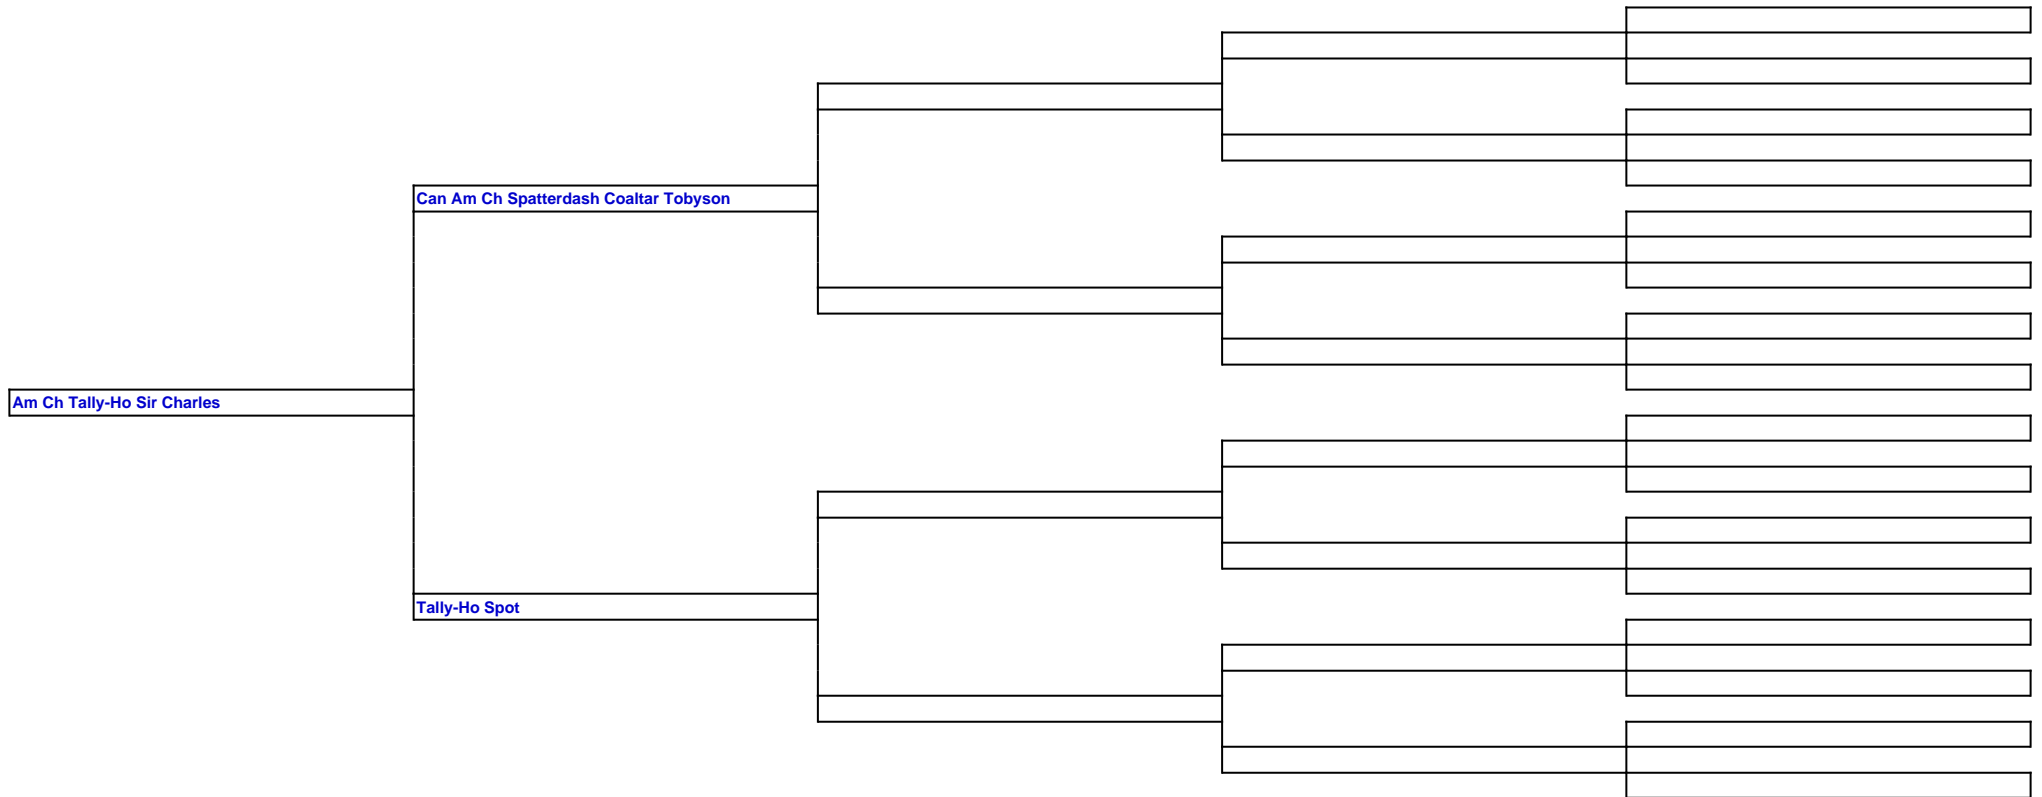 Can Am Ch Spatterdash Coaltar Tobyson
Am Ch Tally-Ho Sir Charles
Tally-Ho Spot